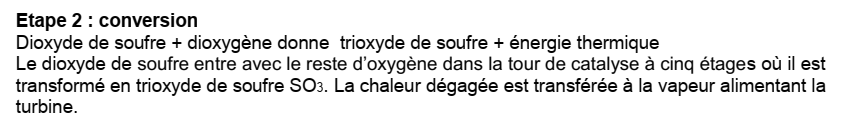 Etape 2 : conversion
Dioxyde de soufre + dioxygène donne  trioxyde de soufre + énergie thermique
Le dioxyde de soufre entre avec le reste d'oxygène dans la tour de catalyse à cinq étages où il est
transformé en trioxyde de soufre SO₃. La chaleur dégagée est transférée à la vapeur alimentant la
turbine.